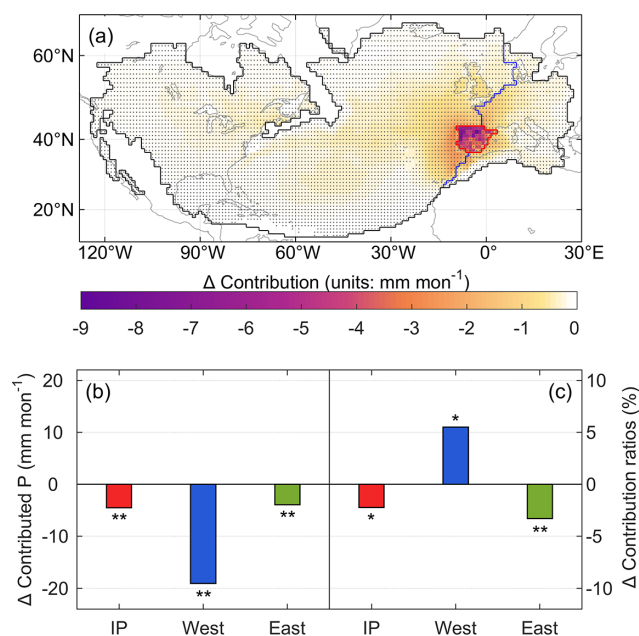 (a)
60°N
40°N
20°N
120°W 90°W 60°W 30°W 0° 30°E
Δ Contribution (units: mm mon⁻¹)
-9 -8 -7 -6 -5 -4 -3 -2 -1 0
(b) (c)
Δ Contributed P (mm mon⁻¹)
20
10
0
-10
-20
** ** **
IP West East
* * **
IP West East
10
5
0
-5
-10
Δ Contribution ratios (%)